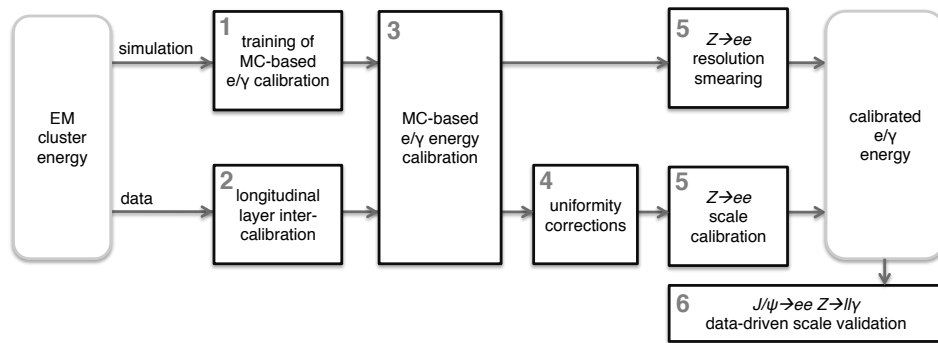 EM
cluster
energy
simulation
data
1
training of
MC-based
e/γ calibration
2
longitudinal
layer inter-
calibration
3
MC-based
e/γ energy
calibration
4
uniformity
corrections
5
Z→ee
resolution
smearing
5
Z→ee
scale
calibration
calibrated
e/γ
energy
6
J/ψ→ee Z→llγ
data-driven scale validation